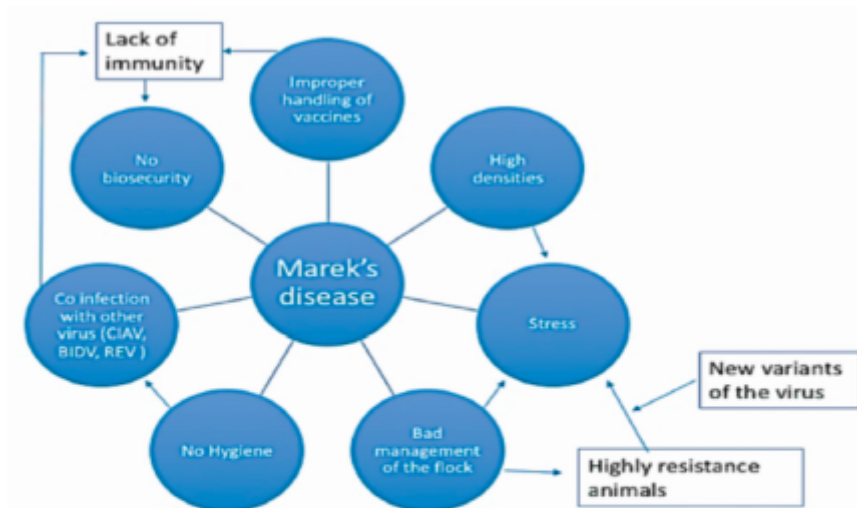 Lack of
immunity
Improper
handling of
vaccines
No
biosecurity
High
densities
Marek's
disease
Co infection
with other
virus (CIAV,
BIDV, REV )
Stress
New variants
of the virus
No Hygiene
Bad
management
of the flock
Highly resistance
animals